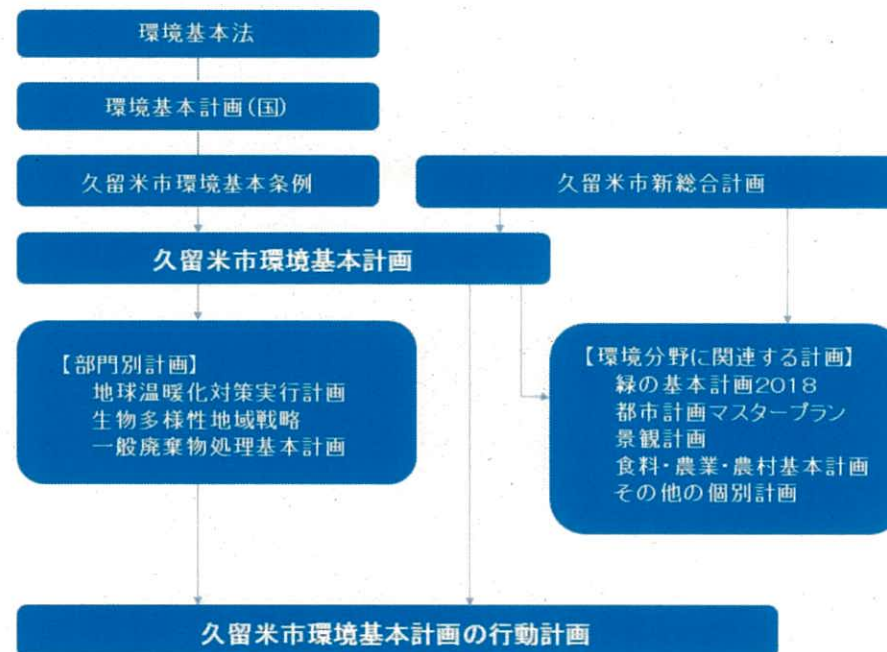 環境基本法
環境基本計画(国)
久留米市環境基本条例
久留米市新総合計画
久留米市環境基本計画
【部門別計画】
地球温暖化対策実行計画
生物多様性地域戦略
一般廃棄物処理基本計画
【環境分野に関連する計画】
緑の基本計画2018
都市計画マスタープラン
景観計画
食料・農業・農村基本計画
その他の個別計画
久留米市環境基本計画の行動計画